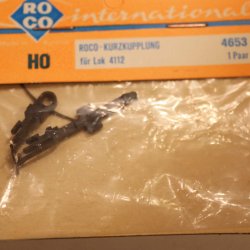 ROCO international
HO
ROCO-KURZKUPPLUNG 4653
für Lok 4112 1 Paar